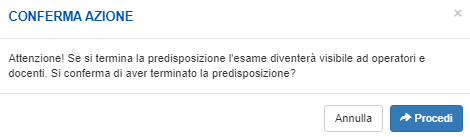 CONFERMA AZIONE
×
Attenzione! Se si termina la predisposizione l'esame diventerà visibile ad operatori e
docenti. Si conferma di aver terminato la predisposizione?
Annulla
Procedi